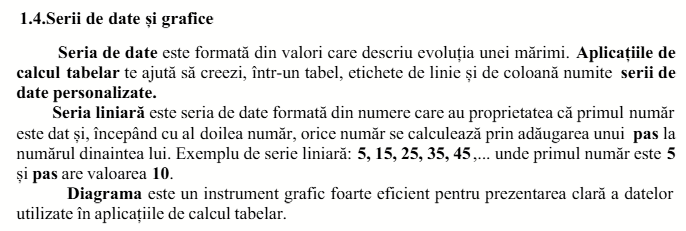 1.4.Serii de date și grafice
Seria de date este formată din valori care descriu evoluția unei mărimi. Aplicațiile de
calcul tabelar te ajută să creezi, într-un tabel, etichete de linie și de coloană numite serii de
date personalizate.
Seria liniară este seria de date formată din numere care au proprietatea că primul număr
este dat și, începând cu al doilea număr, orice număr se calculează prin adăugarea unui pas la
numărul dinaintea lui. Exemplu de serie liniară: 5, 15, 25, 35, 45,... unde primul număr este 5
și pas are valoarea 10.
Diagrama este un instrument grafic foarte eficient pentru prezentarea clară a datelor
utilizate în aplicațiile de calcul tabelar.